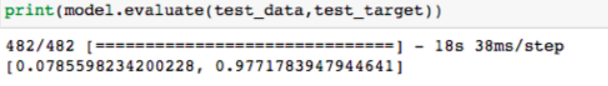 print(model.evaluate(test_data,test_target))
482/482 [==============================] - 18s 38ms/step
[0.0785598234200228, 0.9771783947944641]